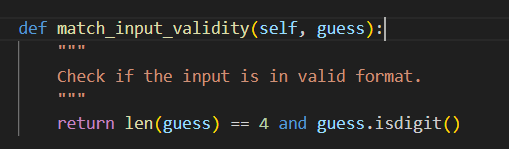 def match_input_validity(self, guess):
    """
    Check if the input is in valid format.
    """
    return len(guess) == 4 and guess.isdigit()